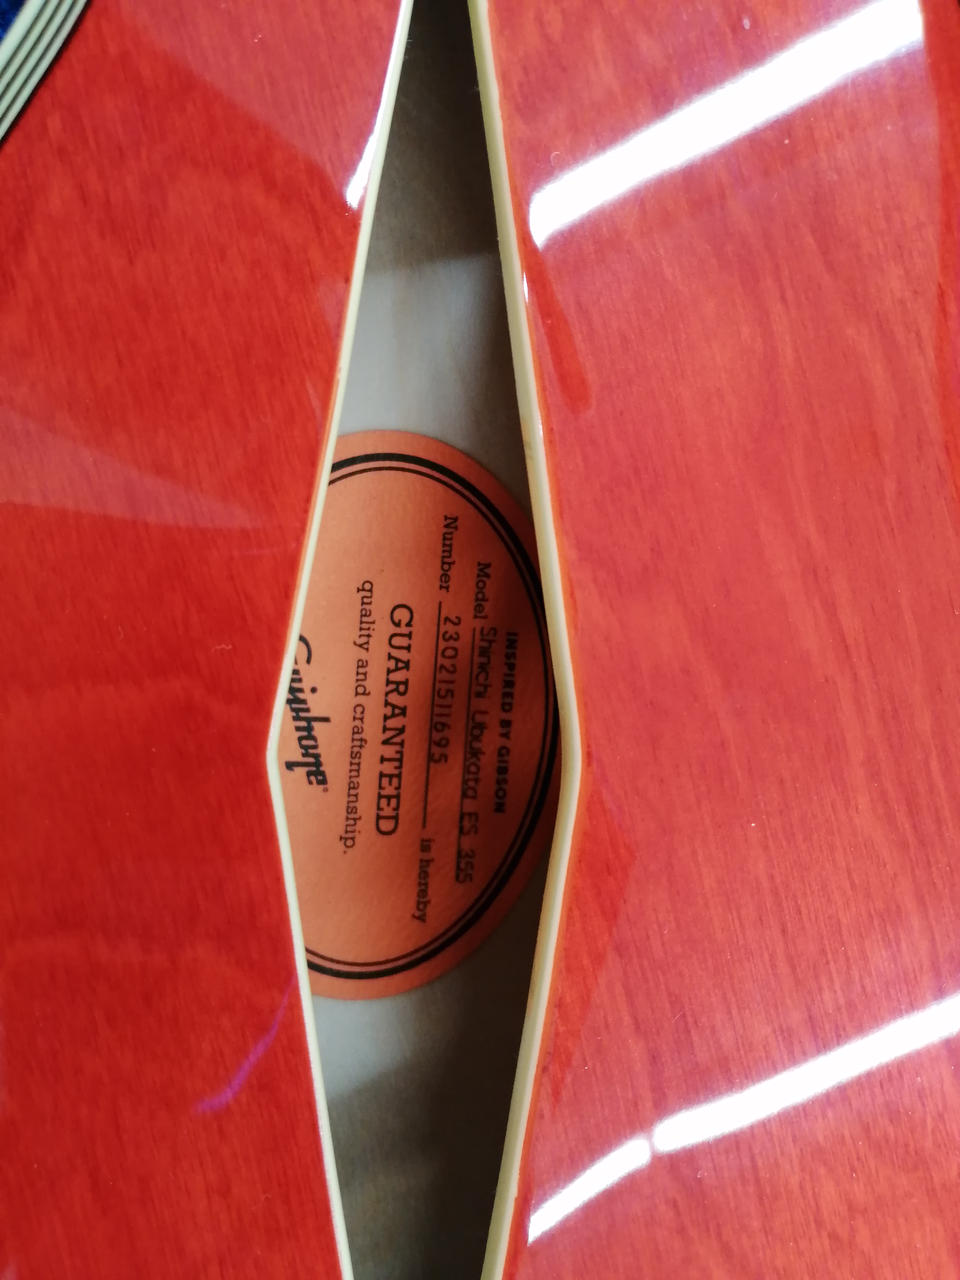 INSPIRED BY GIBSON
Model Shinichi Ubukata ES 355
Number 23021511695 is hereby
GUARANTEED
quality and craftsmanship.
Epiphone®